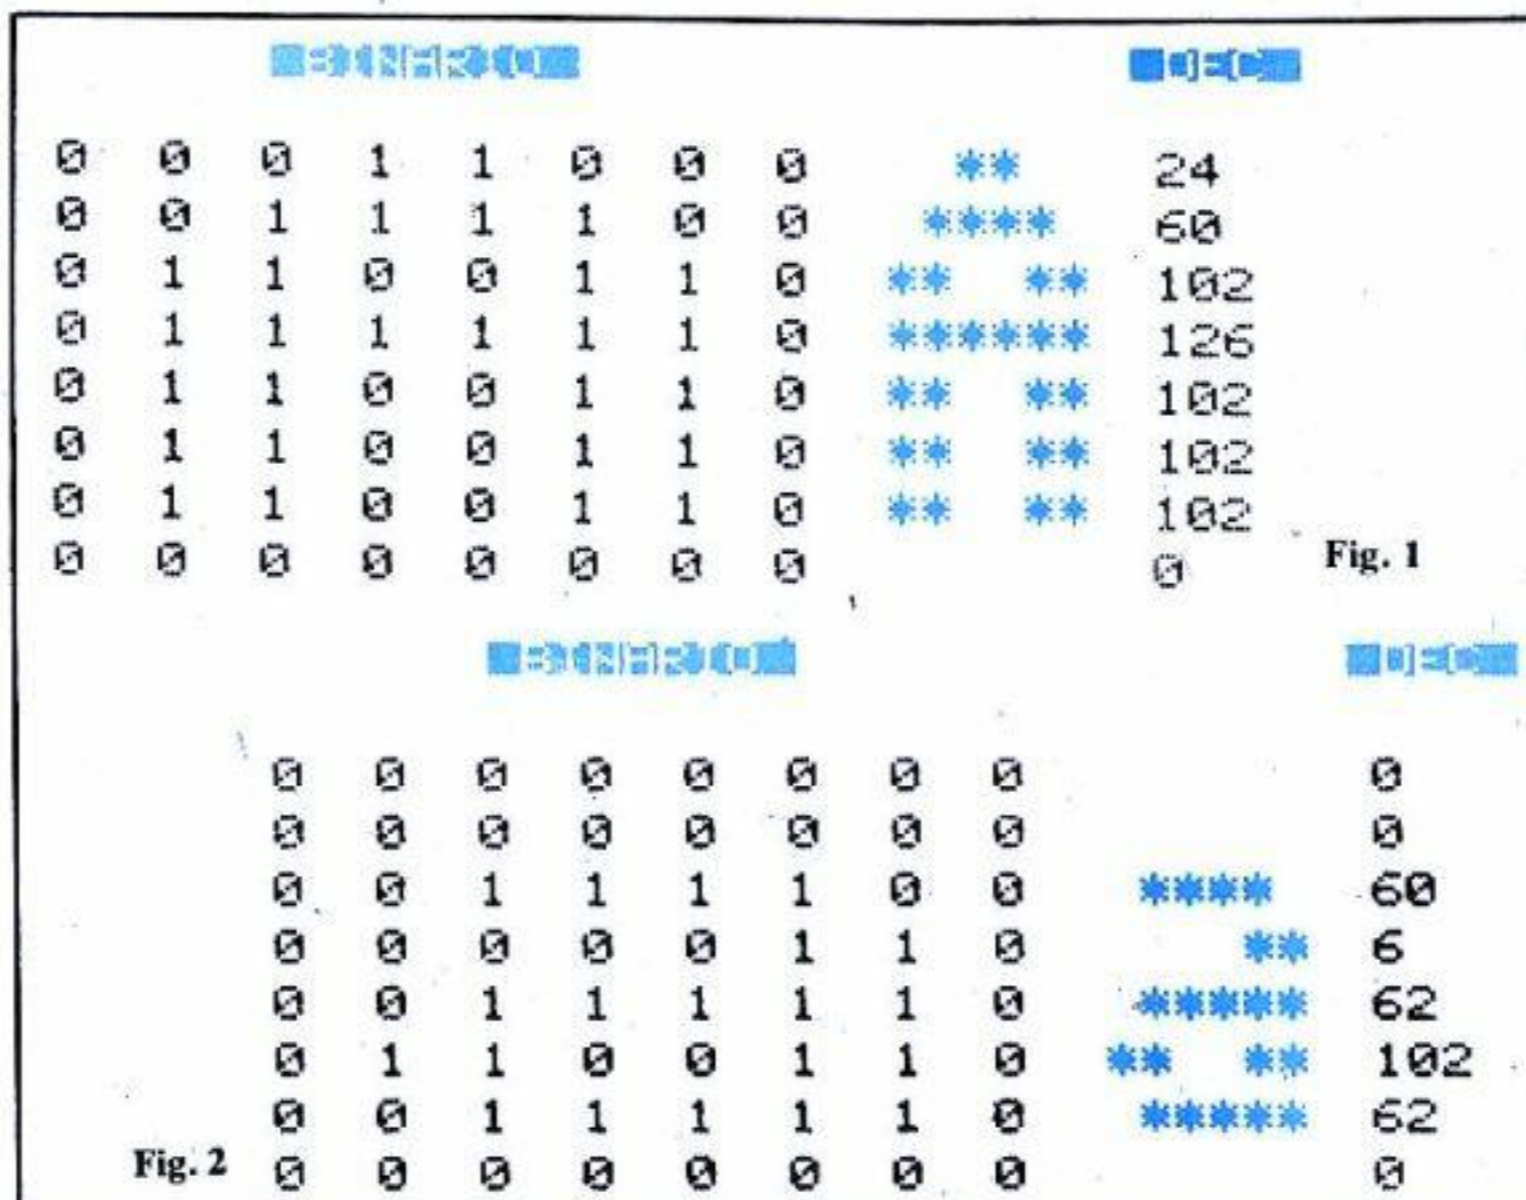 BINARIO DEC
0 0 0 1 1 0 0 0 ** 24
0 0 1 1 1 1 0 0 **** 60
0 1 1 0 0 1 1 0 ** ** 102
0 1 1 1 1 1 1 0 ****** 126
0 1 1 0 0 1 1 0 ** ** 102
0 1 1 0 0 1 1 0 ** ** 102
0 1 1 0 0 1 1 0 ** ** 102
0 0 0 0 0 0 0 0 0
Fig. 1
BINARIO DEC
0 0 0 0 0 0 0 0 0
0 0 0 0 0 0 0 0 0
0 0 1 1 1 1 0 0 **** 60
0 0 0 0 0 1 1 0 ** 6
0 0 1 1 1 1 1 0 ***** 62
0 1 1 0 0 1 1 0 ** ** 102
0 0 1 1 1 1 1 0 ***** 62
Fig. 2 0 0 0 0 0 0 0 0 0